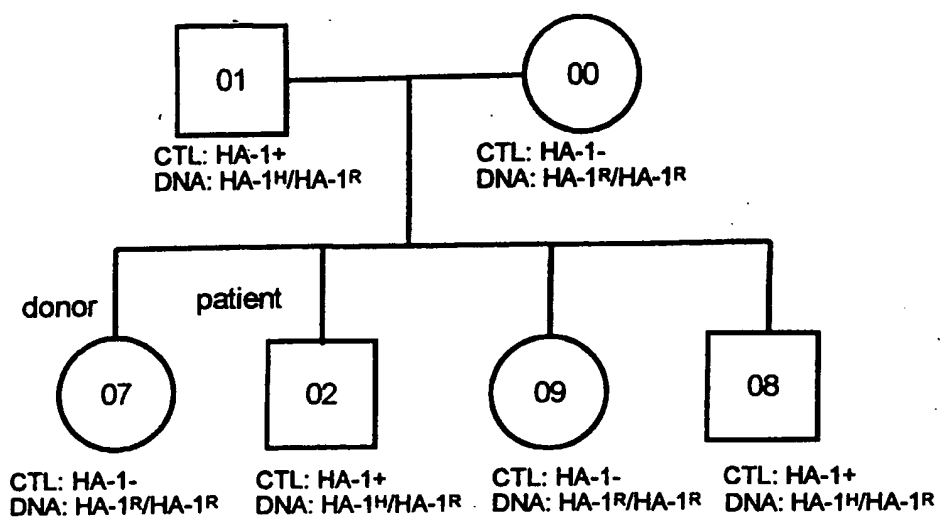 01
00
CTL: HA-1+
DNA: HA-1H/HA-1R
CTL: HA-1-
DNA: HA-1R/HA-1R
donor
patient
07
02
09
08
CTL: HA-1-
DNA: HA-1R/HA-1R
CTL: HA-1+
DNA: HA-1H/HA-1R
CTL: HA-1-
DNA: HA-1R/HA-1R
CTL: HA-1+
DNA: HA-1H/HA-1R